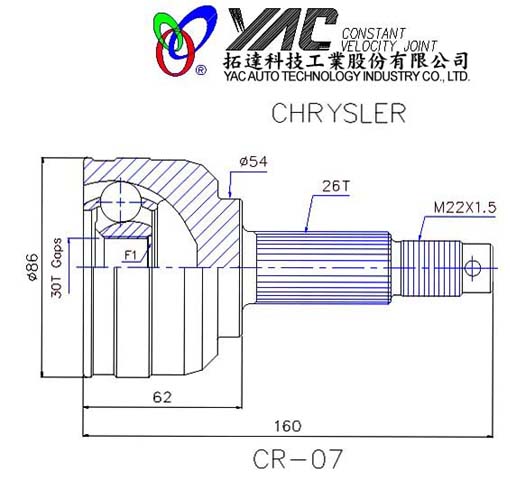 YAC CONSTANT
VELOCITY JOINT
®
拓達科技工業股份有限公司
YAC AUTO TECHNOLOGY INDUSTRY CO., LTD.
CHRYSLER
ø54
26T
M22X1.5
ø86
30T Gaps
F1
62
160
CR-07